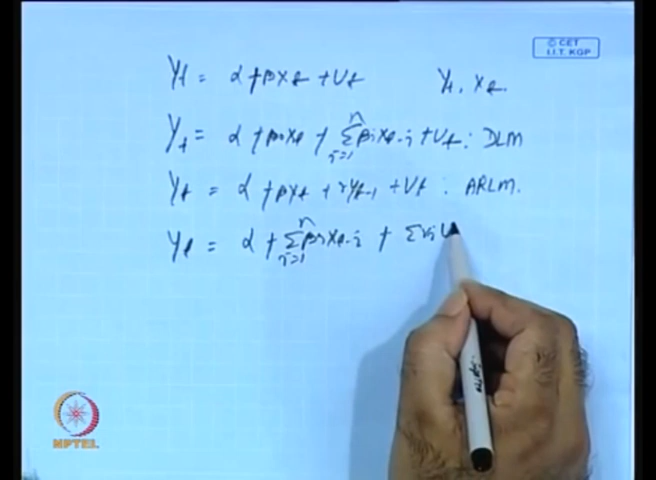 Yt = α + βXt + Ut Yt, Xt.
© CET
I.I.T. KGP
Yt = α + β0Xt + Σ_{i=1}^{n} βiXt-i + Ut : DLM
Yt = α + βXt + γYt-1 + Ut : ARLM.
Yt = α + Σ_{i=1}^{n} βiXt-i + Σγj
NPTEL